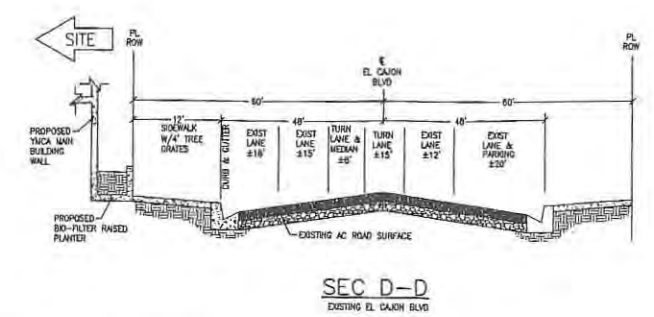 SITE
PL
ROW
PL
ROW
℄
EL CAJON
BLVD
60'
60'
12'
48'
48'
PROPOSED
YMCA MAIN
BUILDING
WALL
SIDEWALK
W/4' TREE
GRATES
CURB & GUTTER
EXIST
LANE
±16'
EXIST
LANE
±15'
TURN
LANE &
MEDIAN
±6'
TURN
LANE
±15'
EXIST
LANE
±12'
EXIST
LANE &
PARKING
±20'
PROPOSED
BIO-FILTER RAISED
PLANTER
EXISTING AC ROAD SURFACE
SEC D-D
EXISTING EL CAJON BLVD